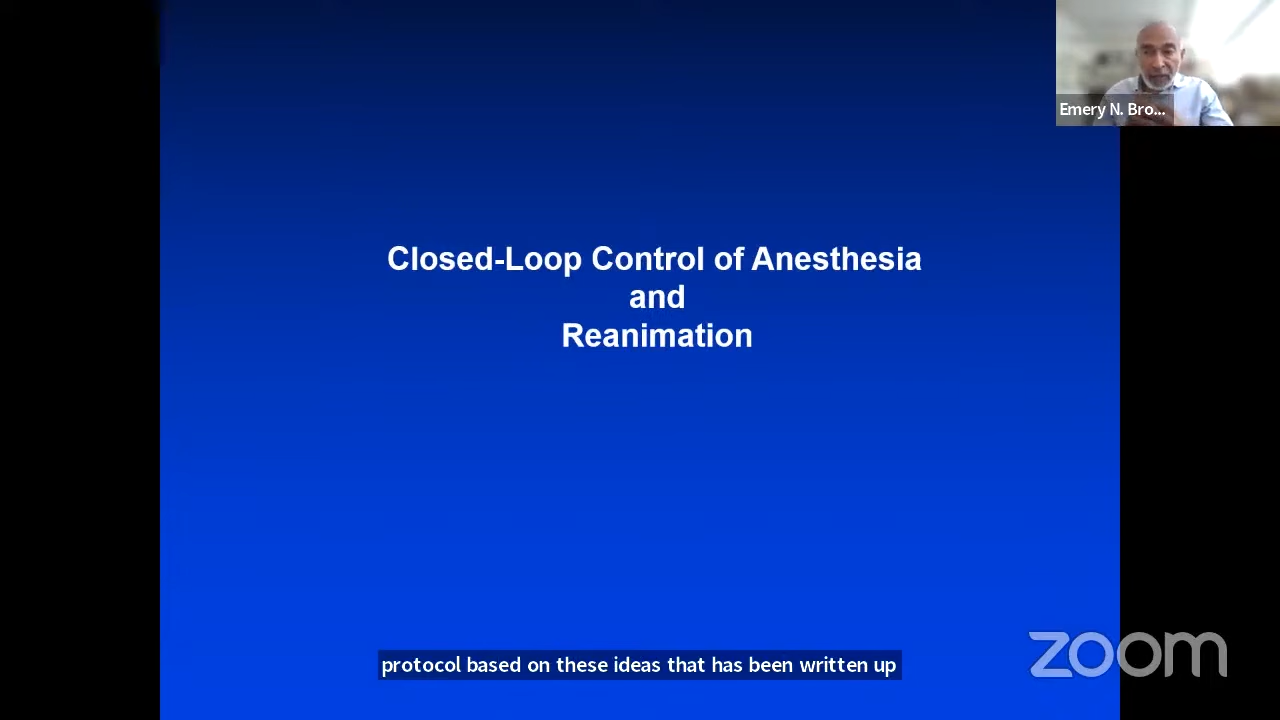 Emery N. Bro...
Closed-Loop Control of Anesthesia
and
Reanimation
protocol based on these ideas that has been written up
zoom